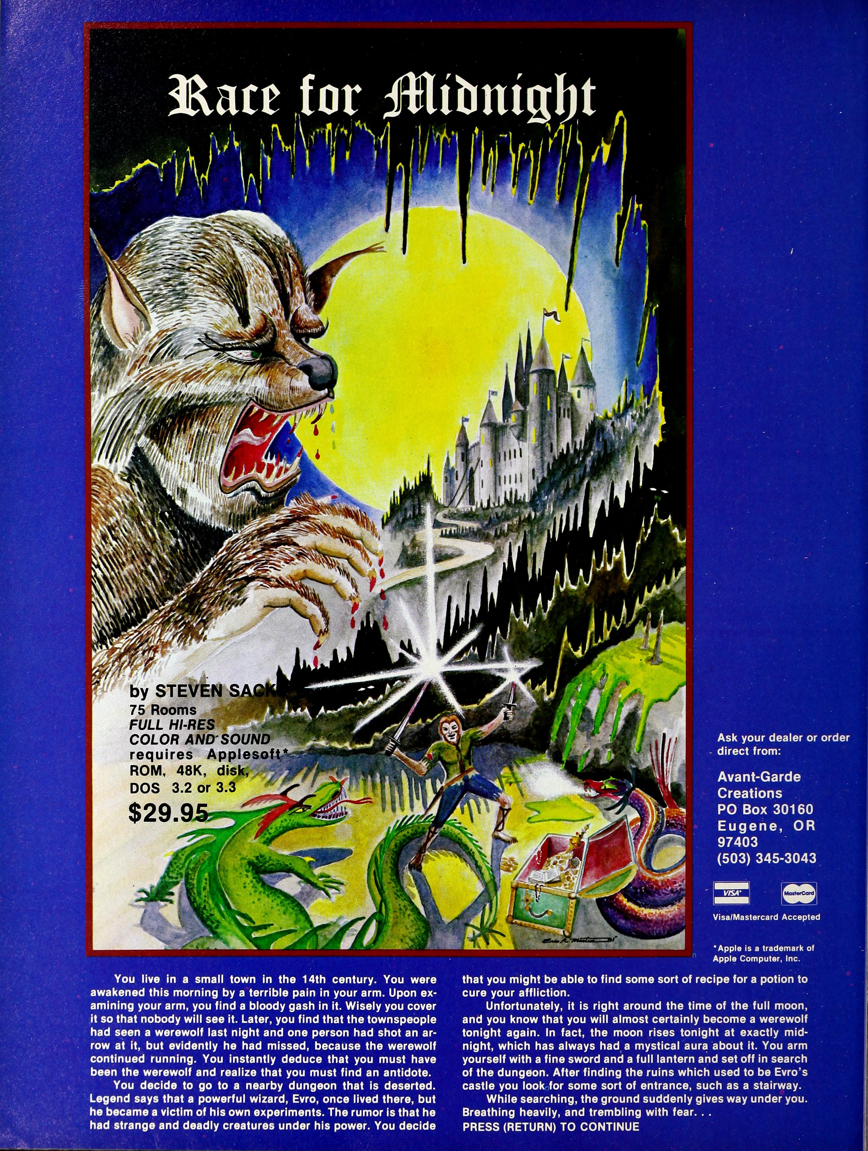 Race for Midnight
by STEVEN
75 Rooms
FULL HI-RES
COLOR AND SOUND
requires Applesoft*
ROM, 48K, disk,
DOS 3.2 or 3.3
$29.95
Ask your dealer or order
direct from:
Avant-Garde
Creations
PO Box 30160
Eugene, OR
97403
(503) 345-3043
VISA*
MasterCard
Visa/Mastercard Accepted
*Apple is a trademark of
Apple Computer, Inc.
You live in a small town in the 14th century. You were
awakened this morning by a terrible pain in your arm. Upon ex-
amining your arm, you find a bloody gash in it. Wisely you cover
it so that nobody will see it. Later, you find that the townspeople
had seen a werewolf last night and one person had shot an ar-
row at it, but evidently he had missed, because the werewolf
continued running. You instantly deduce that you must have
been the werewolf and realize that you must find an antidote.
You decide to go to a nearby dungeon that is deserted.
Legend says that a powerful wizard, Evro, once lived there, but
he became a victim of his own experiments. The rumor is that he
had strange and deadly creatures under his power. You decide
that you might be able to find some sort of recipe for a potion to
cure your affliction.
Unfortunately, it is right around the time of the full moon,
and you know that you will almost certainly become a werewolf
tonight again. In fact, the moon rises tonight at exactly mid-
night, which has always had a mystical aura about it. You arm
yourself with a fine sword and a full lantern and set off in search
of the dungeon. After finding the ruins which used to be Evro's
castle you look for some sort of entrance, such as a stairway.
While searching, the ground suddenly gives way under you.
Breathing heavily, and trembling with fear. . .
PRESS (RETURN) TO CONTINUE